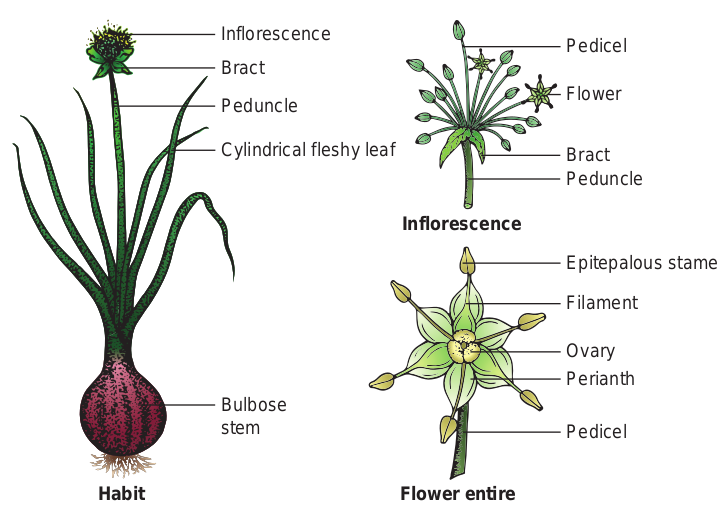 Inflorescence
Bract
Peduncle
Cylindrical fleshy leaf
Bulbose
stem
Habit
Pedicel
Flower
Bract
Peduncle
Inflorescence
Epitepalous stame
Filament
Ovary
Perianth
Pedicel
Flower entire